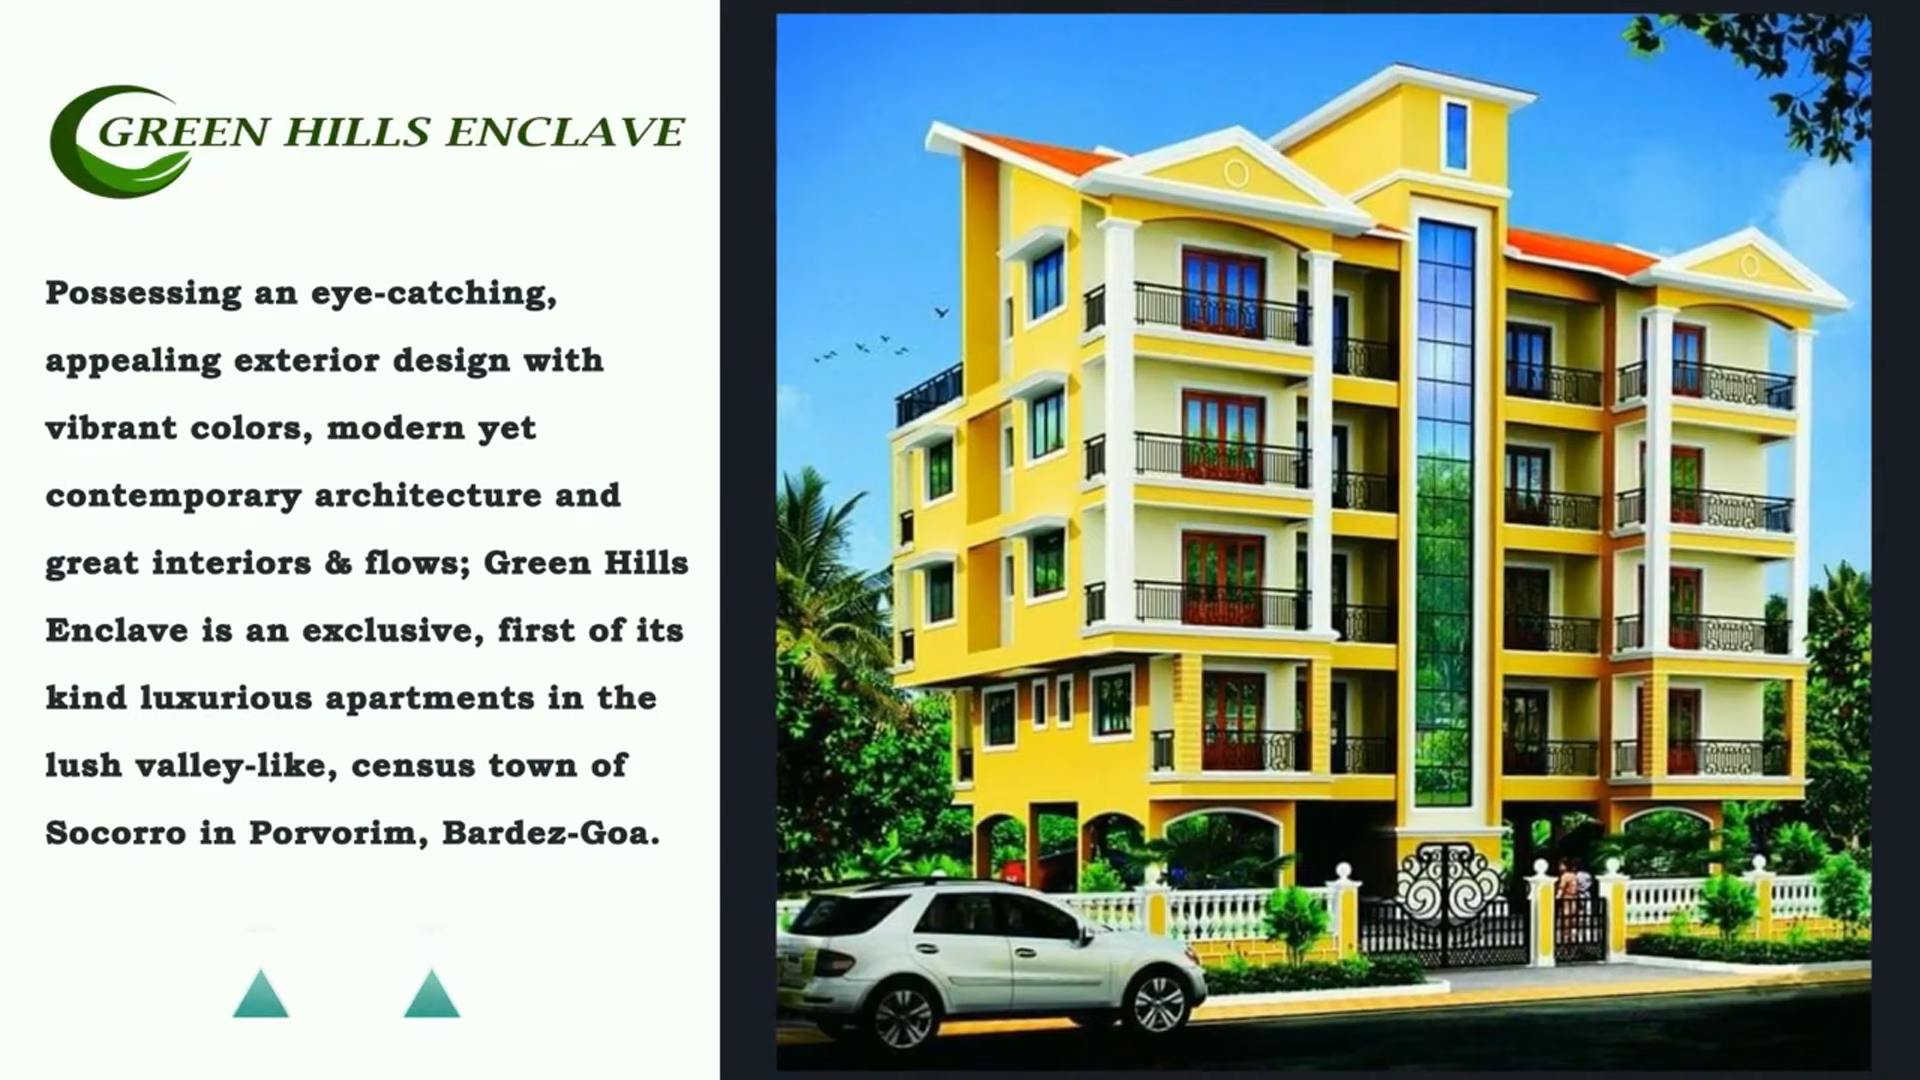 GREEN HILLS ENCLAVE
Possessing an eye-catching,
appealing exterior design with
vibrant colors, modern yet
contemporary architecture and
great interiors & flows; Green Hills
Enclave is an exclusive, first of its
kind luxurious apartments in the
lush valley-like, census town of
Socorro in Porvorim, Bardez-Goa.